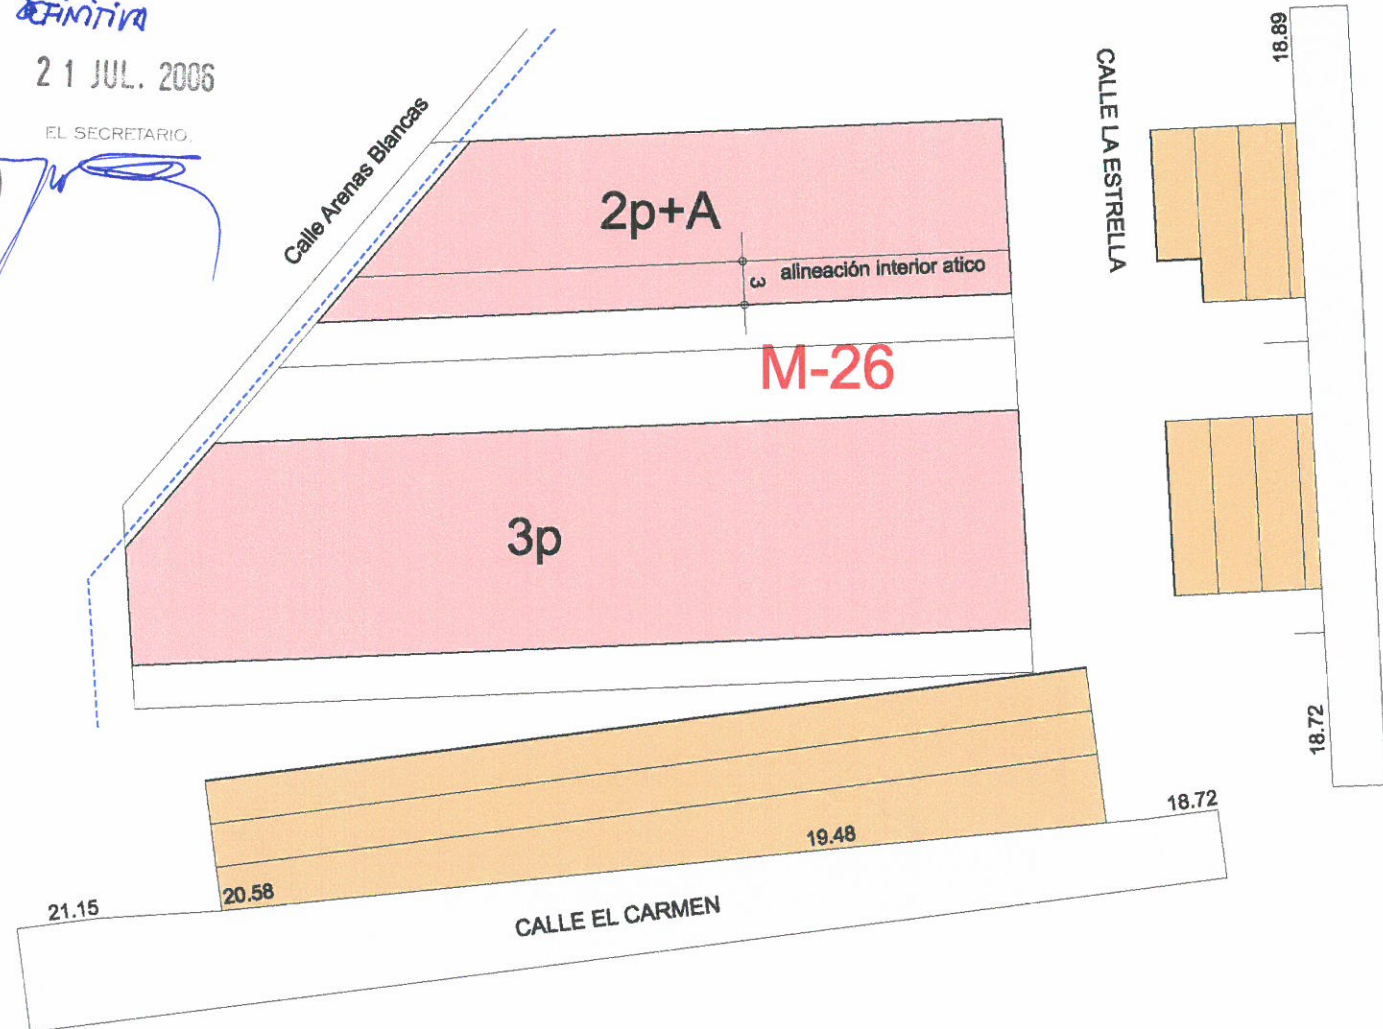 DEFINITIVA
21 JUL. 2006
EL SECRETARIO,
Calle Arenas Blancas
2p+A
3
alineación interior atico
M-26
3p
CALLE LA ESTRELLA
18.89
18.72
18.72
19.48
20.58
21.15
CALLE EL CARMEN